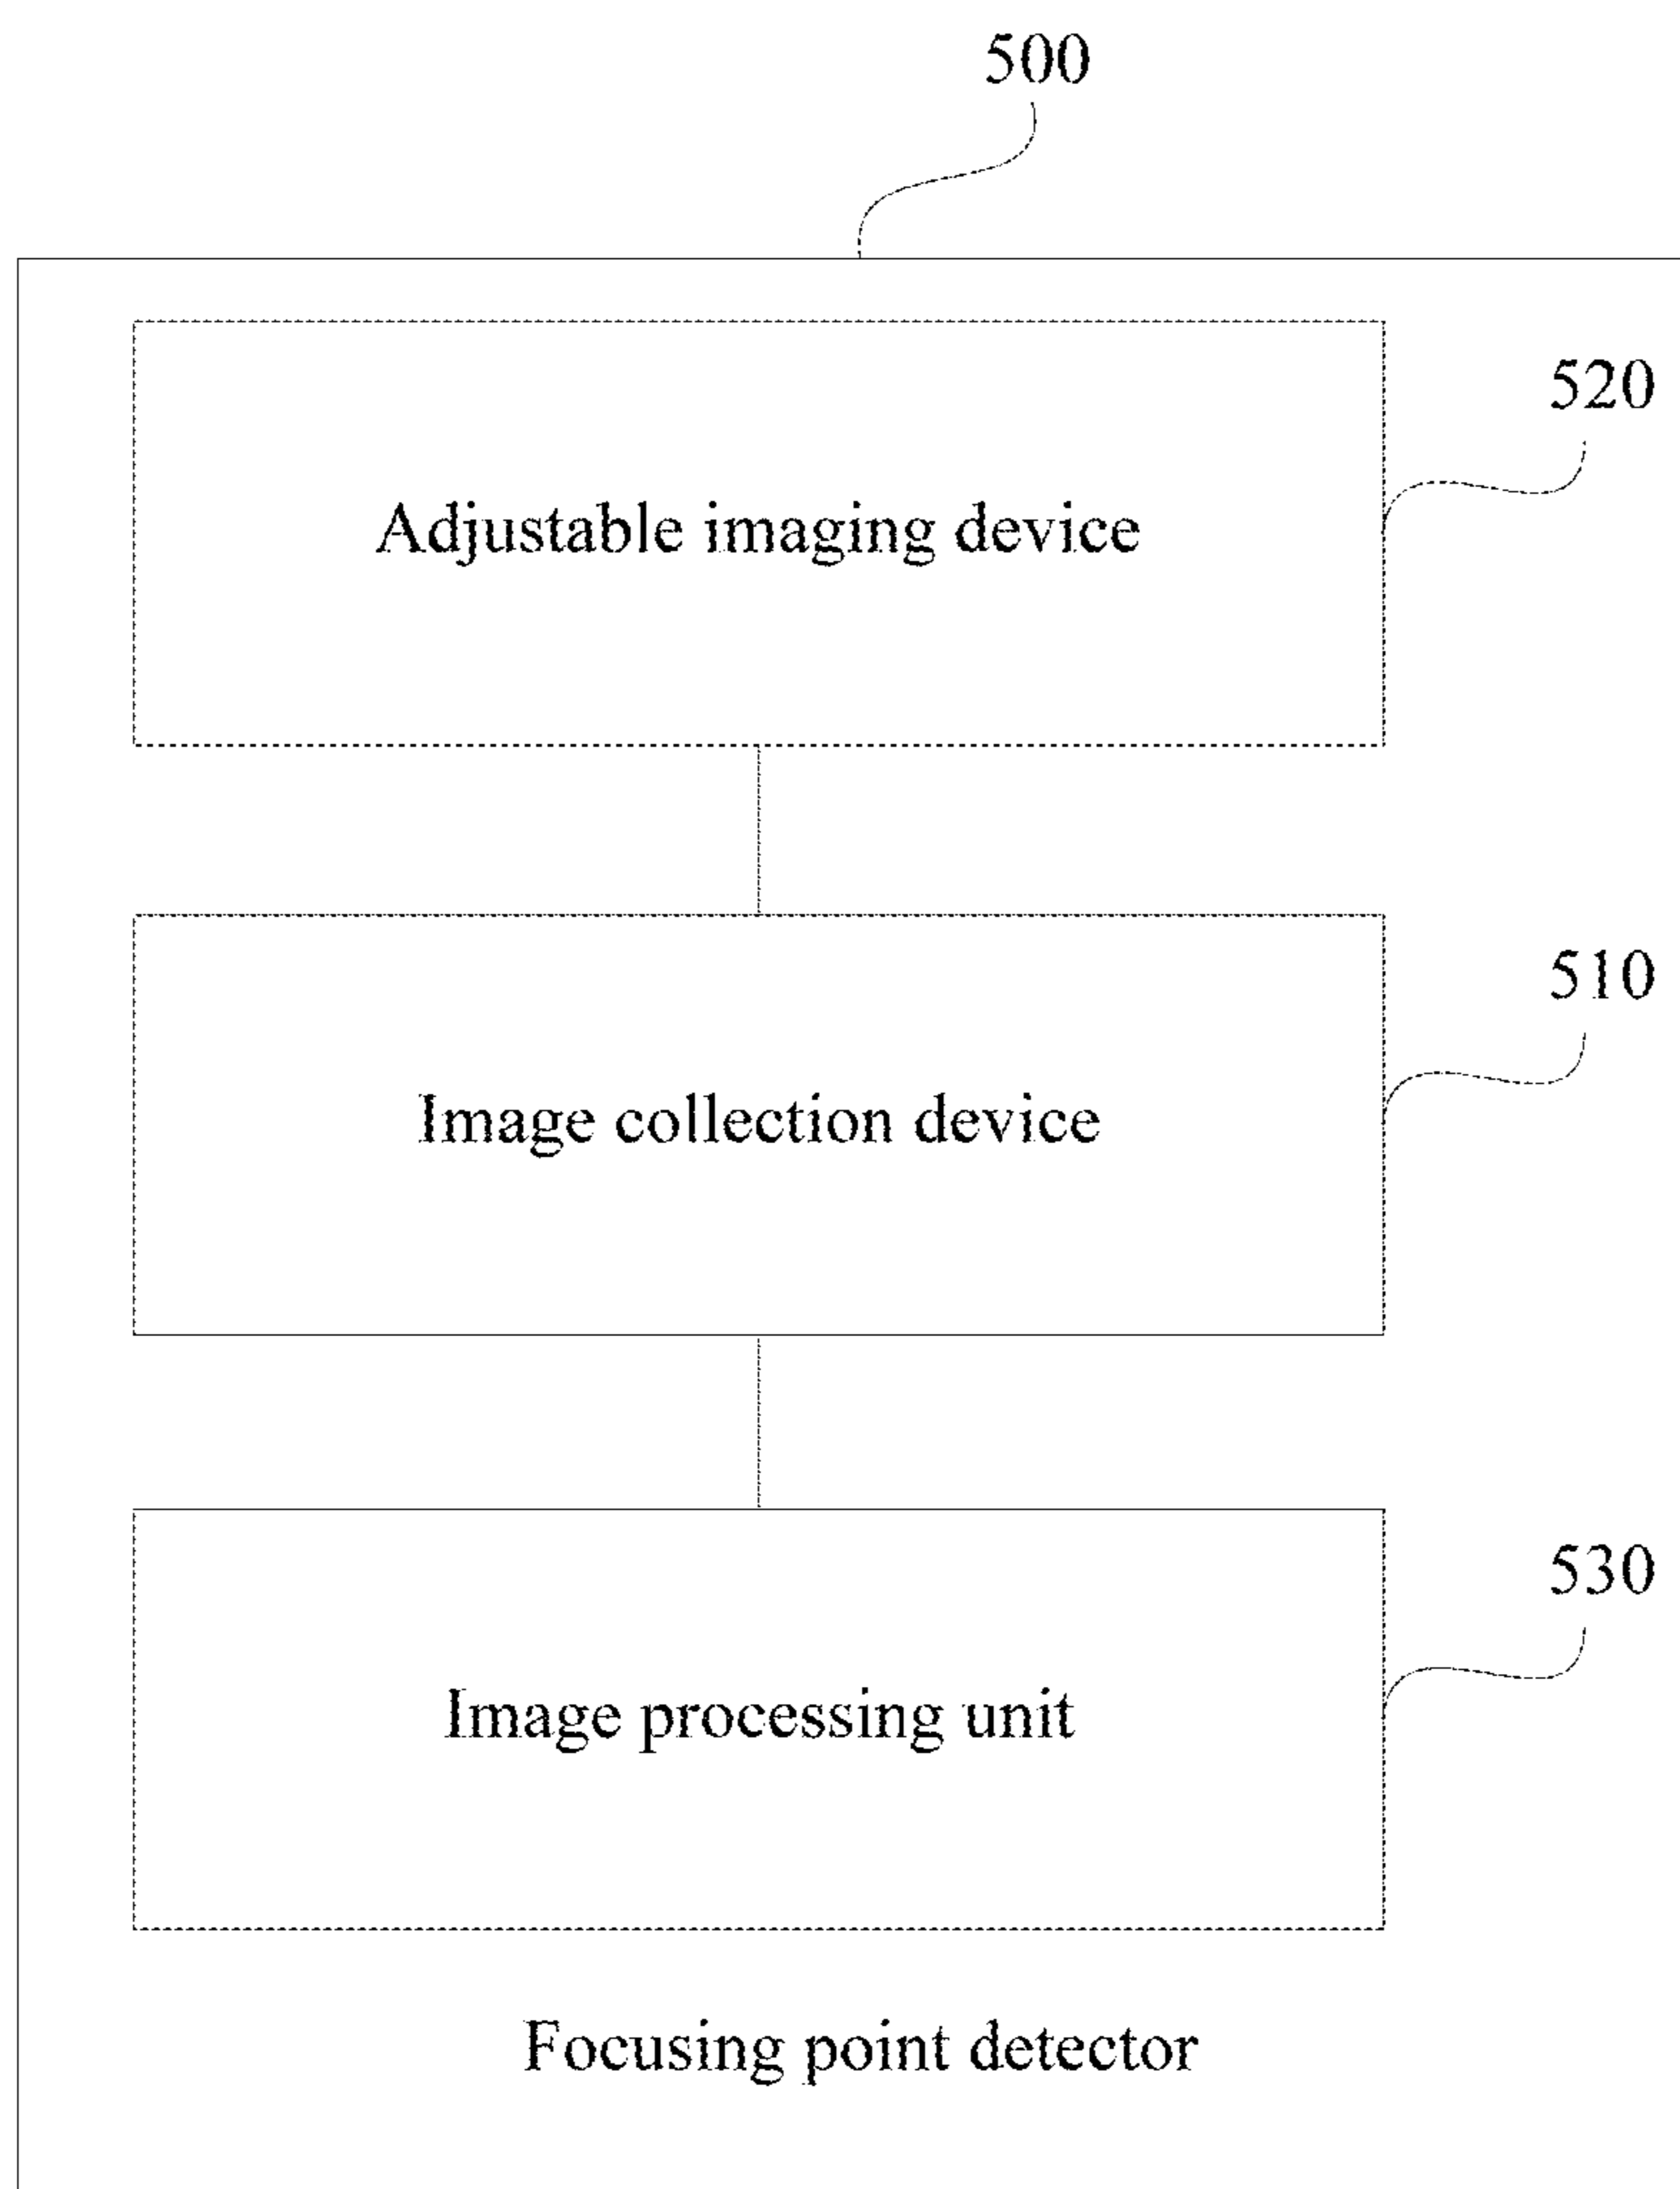 500
520
Adjustable imaging device
510
Image collection device
530
Image processing unit
Focusing point detector